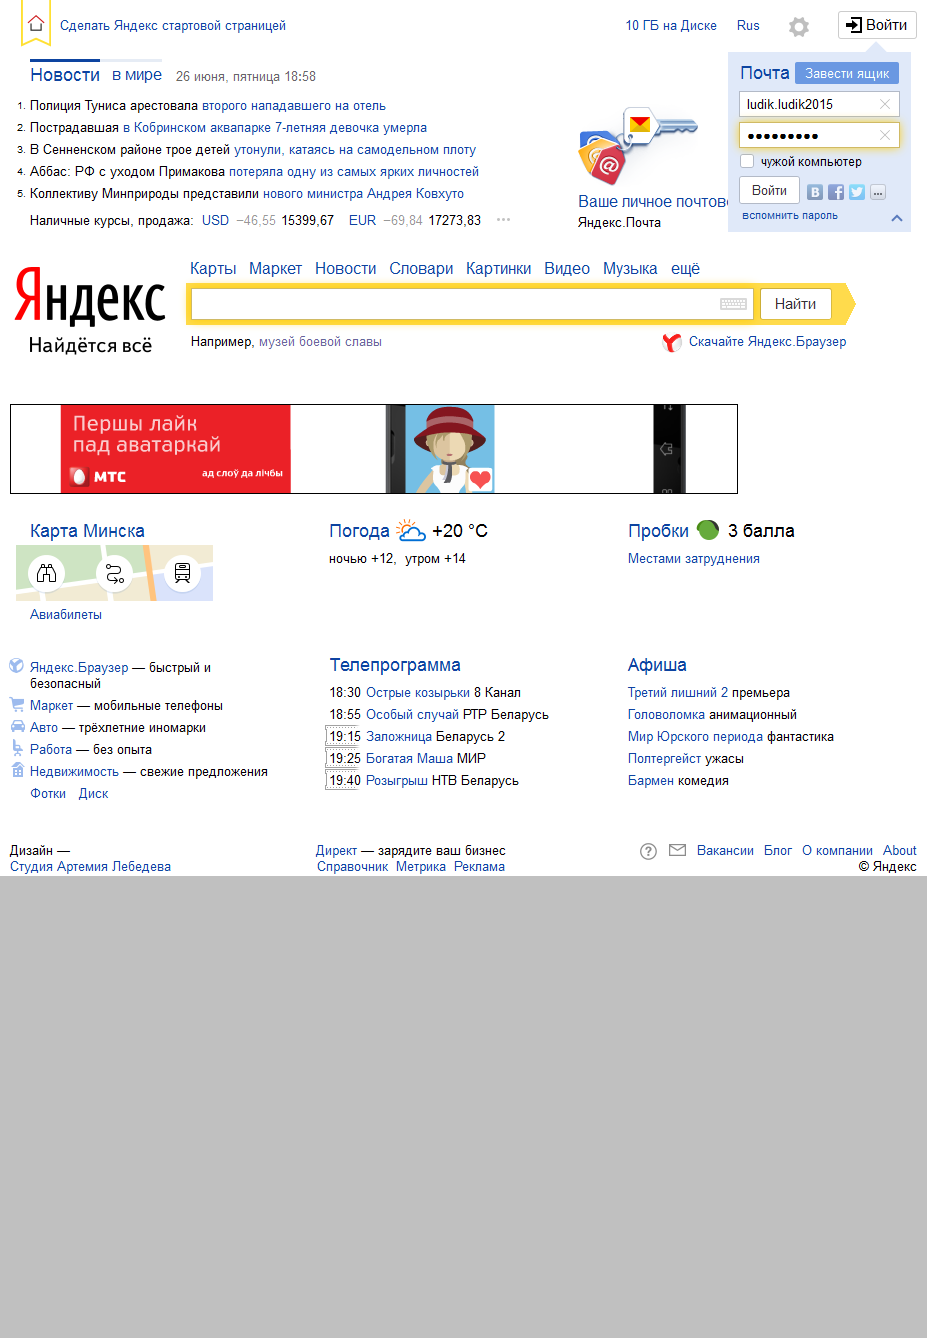 Сделать Яндекс стартовой страницей
10 ГБ на Диске Rus Войти
Новости в мире 26 июня, пятница 18:58
1. Полиция Туниса арестовала второго нападавшего на отель
2. Пострадавшая в Кобринском аквапарке 7-летняя девочка умерла
3. В Сенненском районе трое детей утонули, катаясь на самодельном плоту
4. Аббас: РФ с уходом Примакова потеряла одну из самых ярких личностей
5. Коллективу Минприроды представили нового министра Андрея Ковхуто
Наличные курсы, продажа: USD −46,55 15399,67 EUR −69,84 17273,83
@
Ваше личное почтово
Яндекс.Почта
Почта Завести ящик
ludik.ludik2015
●●●●●●●●●
чужой компьютер
Войти В f ...
вспомнить пароль
Карты Маркет Новости Словари Картинки Видео Музыка ещё
Яндекс
Найдётся всё
Найти
Например, музей боевой славы
Скачайте Яндекс.Браузер
Першы лайк
пад аватаркай
мтс
ад слоў да лічбы
Карта Минска
Авиабилеты
Погода +20 °C
ночью +12, утром +14
Пробки 3 балла
Местами затруднения
Яндекс.Браузер — быстрый и
безопасный
Маркет — мобильные телефоны
Авто — трёхлетние иномарки
Работа — без опыта
Недвижимость — свежие предложения
Фотки Диск
Телепрограмма
18:30 Острые козырьки 8 Канал
18:55 Особый случай РТР Беларусь
19:15 Заложница Беларусь 2
19:25 Богатая Маша МИР
19:40 Розыгрыш НТВ Беларусь
Афиша
Третий лишний 2 премьера
Головоломка анимационный
Мир Юрского периода фантастика
Полтергейст ужасы
Бармен комедия
Дизайн —
Студия Артемия Лебедева
Директ — зарядите ваш бизнес
Справочник Метрика Реклама
? Вакансии Блог О компании About
© Яндекс